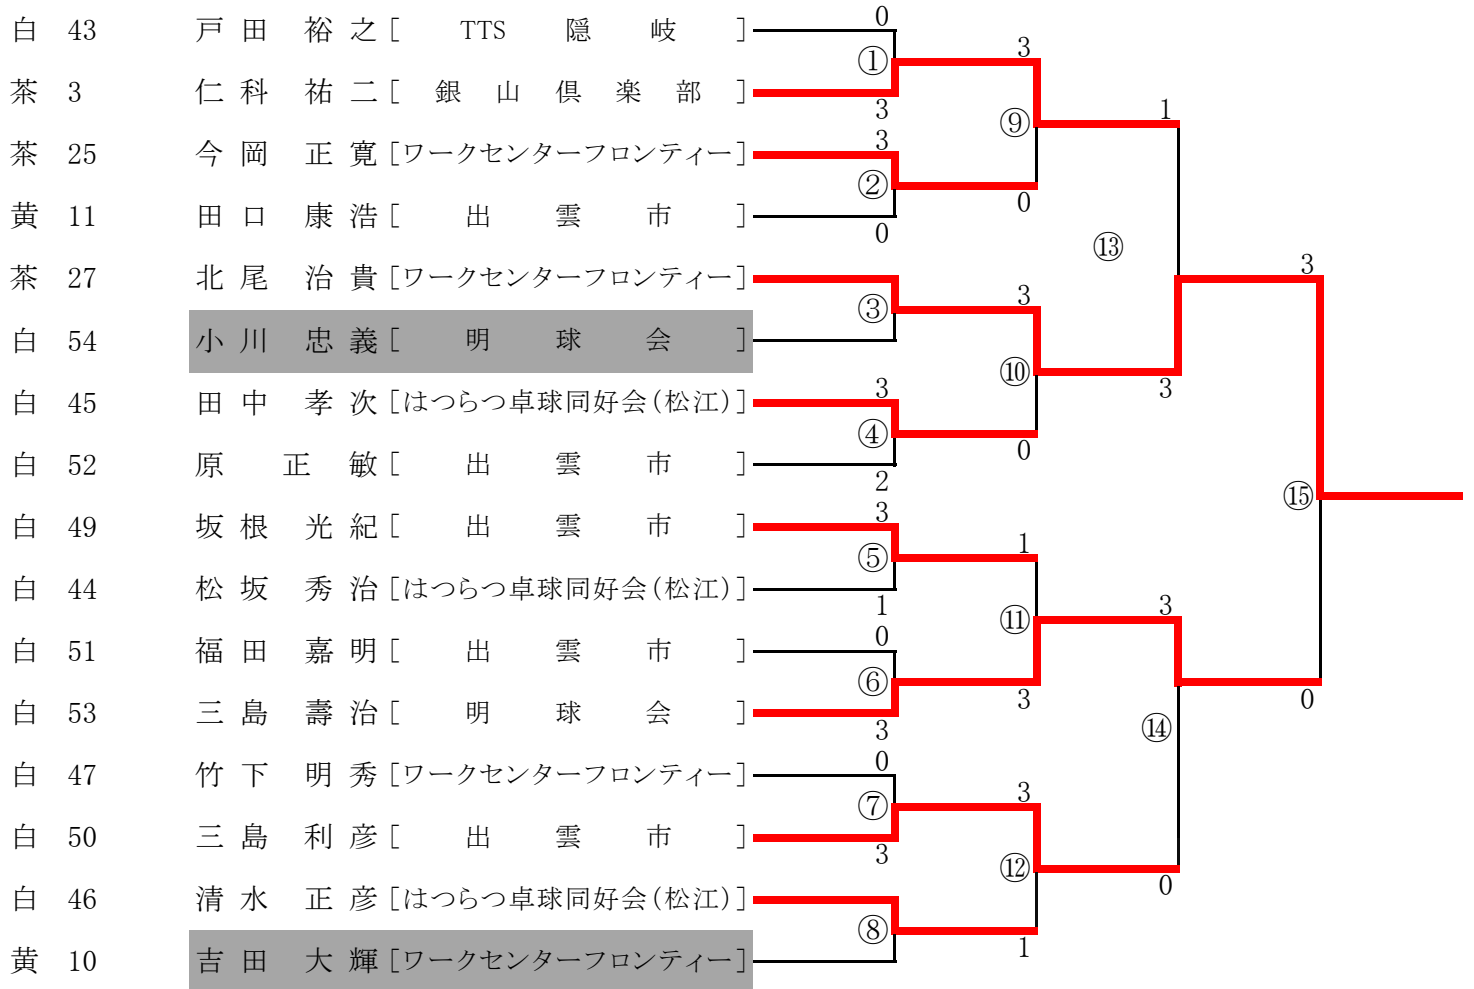 白 43 戸田 裕之 [ TTS 隠岐 ] 0
① 3
茶 3 仁科 祐二 [ 銀山倶楽部 ] 3
⑨ 1
茶 25 今岡 正寛 [ワークセンターフロンティー] 3
② 0
黄 11 田口 康浩 [ 出雲市 ] 0
⑬
茶 27 北尾 治貴 [ワークセンターフロンティー] 3
③ 3
白 54 小川 忠義 [ 明球会 ]
⑩ 3
白 45 田中 孝次 [はつらつ卓球同好会(松江)] 3
④ 0
白 52 原 正敏 [ 出雲市 ] 2
⑮
白 49 坂根 光紀 [ 出雲市 ] 3
⑤ 1
白 44 松坂 秀治 [はつらつ卓球同好会(松江)] 1
⑪ 3
白 51 福田 嘉明 [ 出雲市 ] 0
⑥ 3 0
白 53 三島 壽治 [ 明球会 ] 3
⑭
白 47 竹下 明秀 [ワークセンターフロンティー] 0
⑦ 3
白 50 三島 利彦 [ 出雲市 ] 3
⑫ 0
白 46 清水 正彦 [はつらつ卓球同好会(松江)]
⑧ 1
黄 10 吉田 大輝 [ワークセンターフロンティー]